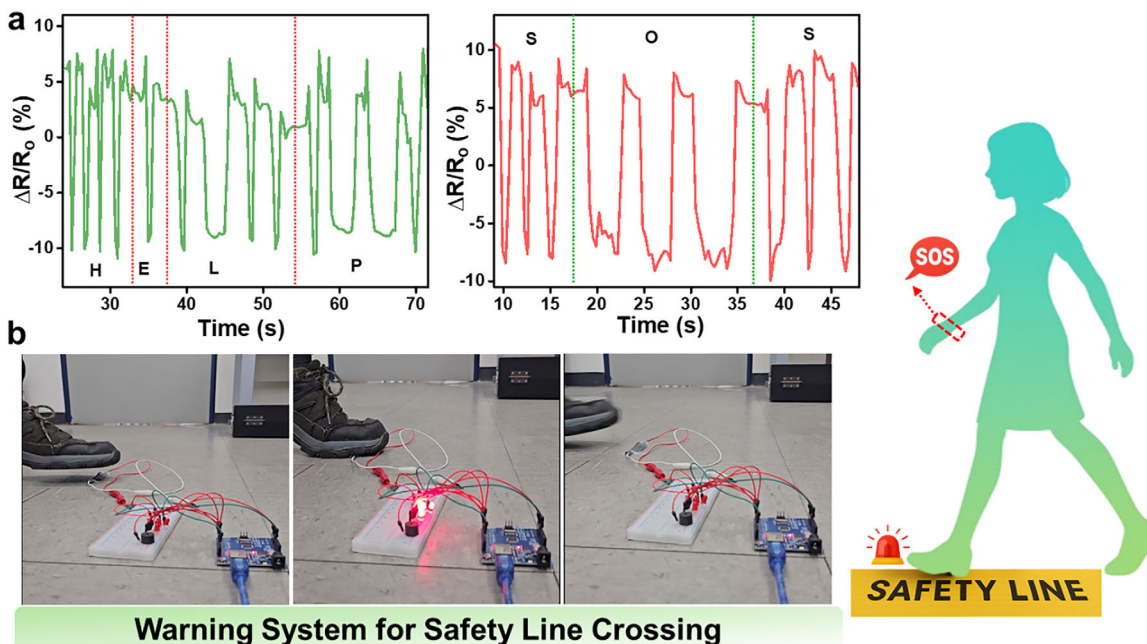 a
ΔR/R₀ (%)
10
5
0
-5
-10
H E L P
30 40 50 60 70
Time (s)
ΔR/R₀ (%)
10
5
0
-5
-10
S O S
10 15 20 25 30 35 40 45
Time (s)
SOS
b
SAFETY LINE
Warning System for Safety Line Crossing